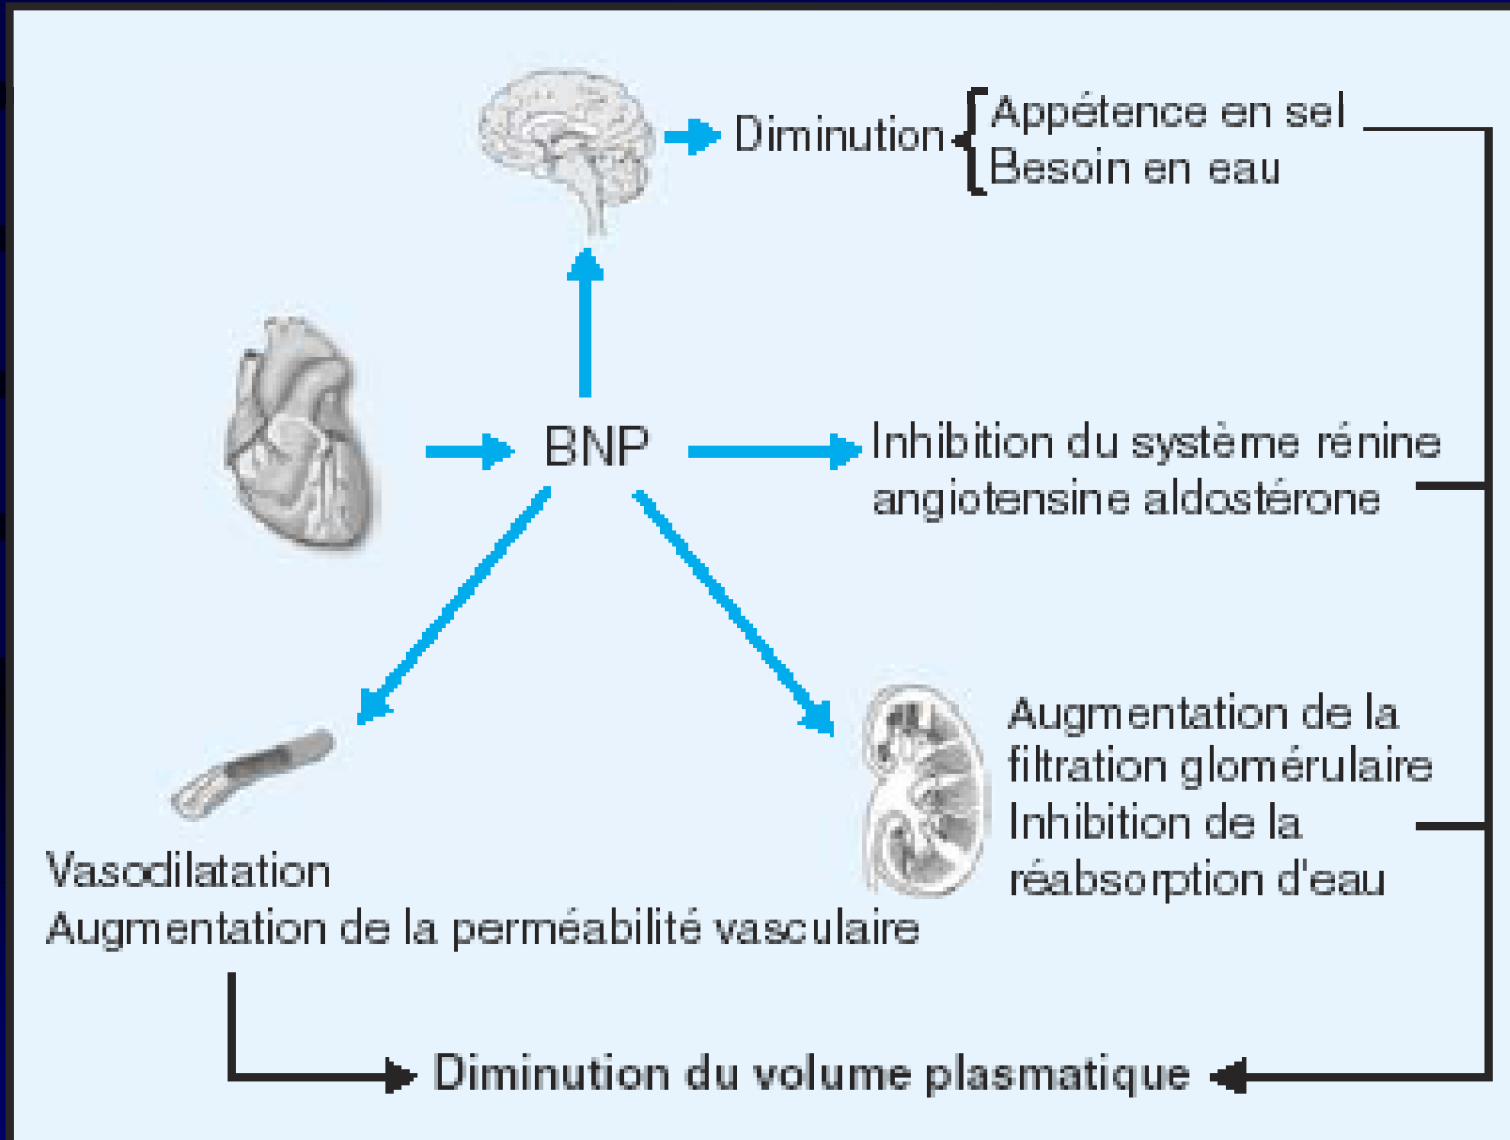 Diminution
Appétence en sel
Besoin en eau
BNP
Inhibition du système rénine
angiotensine aldostérone
Augmentation de la
filtration glomérulaire
Inhibition de la
réabsorption d'eau
Vasodilatation
Augmentation de la perméabilité vasculaire
Diminution du volume plasmatique